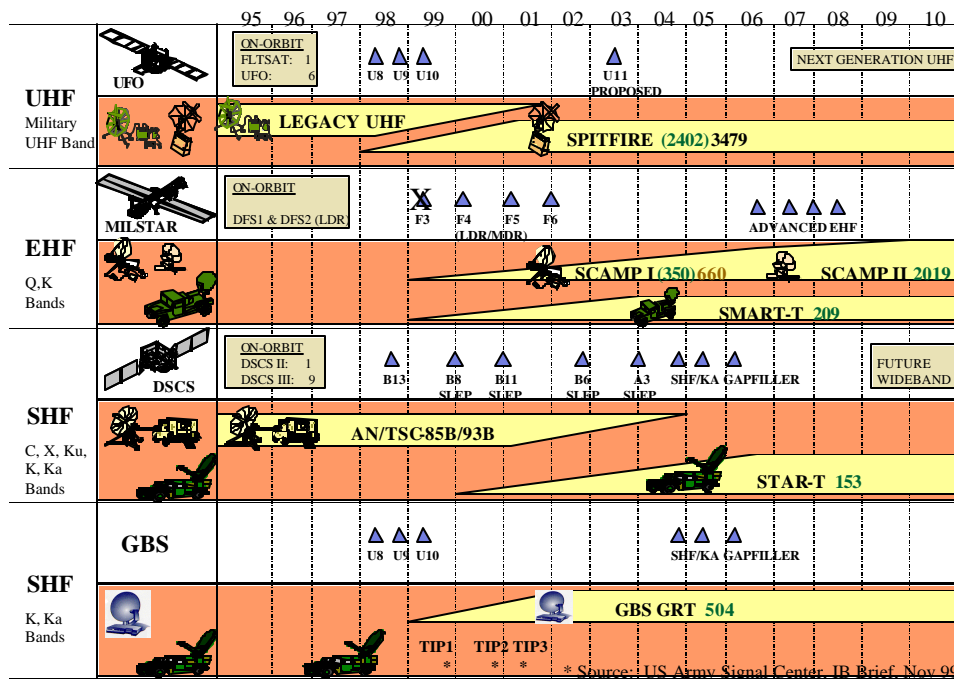 95 96 97 98 99 00 01 02 03 04 05 06 07 08 09 10
UHF
Military
UHF Band
UFO
ON-ORBIT
FLTSAT: 1
UFO: 6
U8 U9 U10 U11
PROPOSED
NEXT GENERATION UHF
LEGACY UHF
SPITFIRE (2402) 3479
EHF
Q,K
Bands
MILSTAR
ON-ORBIT
DFS1 & DFS2 (LDR)
X
F3 F4 F5 F6
(LDR/MDR)
ADVANCED EHF
SCAMP I (350) 660
SCAMP II 2019
SMART-T 209
SHF
C, X, Ku,
K, Ka
Bands
DSCS
ON-ORBIT
DSCS II: 1
DSCS III: 9
B13 B8 B11 B6 A3 SHF/KA GAPFILLER
SLEP SLEP SLEP SLEP
FUTURE
WIDEBAND
AN/TSC-85B/93B
STAR-T 153
SHF
K, Ka
Bands
GBS
U8 U9 U10 SHF/KA GAPFILLER
GBS GRT 504
TIP1 TIP2 TIP3
* * *
* Source: US Army Signal Center, IB Brief, Nov 99